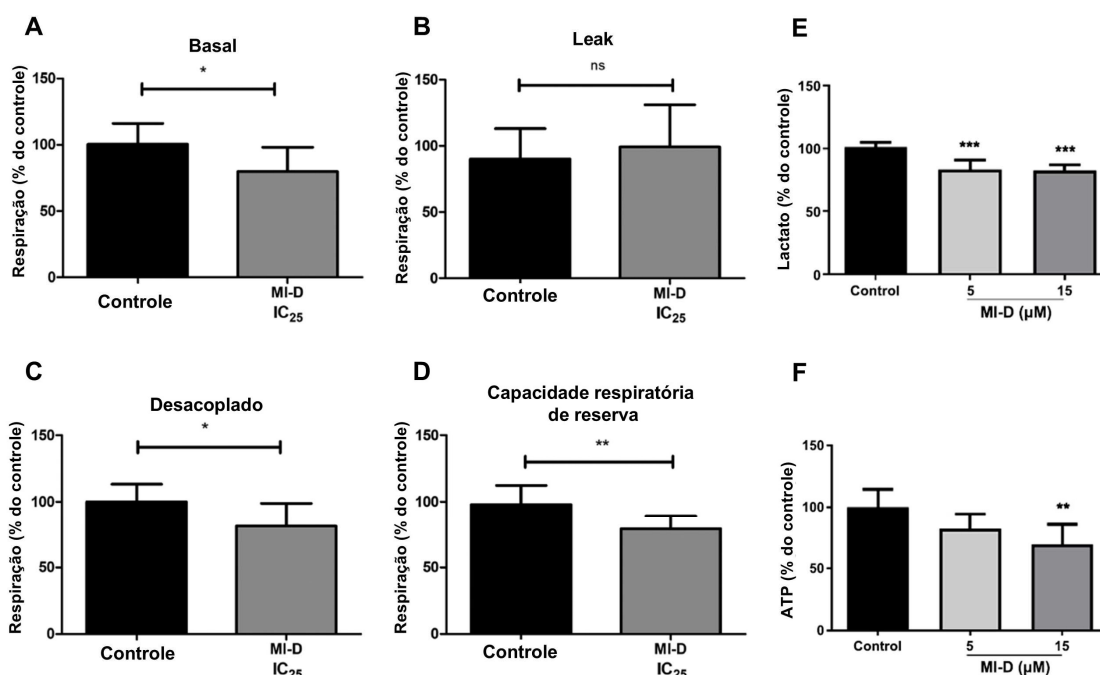 A
Basal
*
Respiração (% do controle)
150
100
50
0
Controle
MI-D
IC25
B
Leak
ns
Respiração (% do controle)
150
100
50
0
Controle
MI-D
IC25
E
Lactato (% do controle)
150
100
50
0
*** ***
Control 5 15
MI-D (µM)
C
Desacoplado
*
Respiração (% do controle)
150
100
50
0
Controle
MI-D
IC25
D
Capacidade respiratória
de reserva
**
Respiração (% do controle)
150
100
50
0
Controle
MI-D
IC25
F
ATP (% do controle)
150
100
50
0
**
Control 5 15
MI-D (µM)